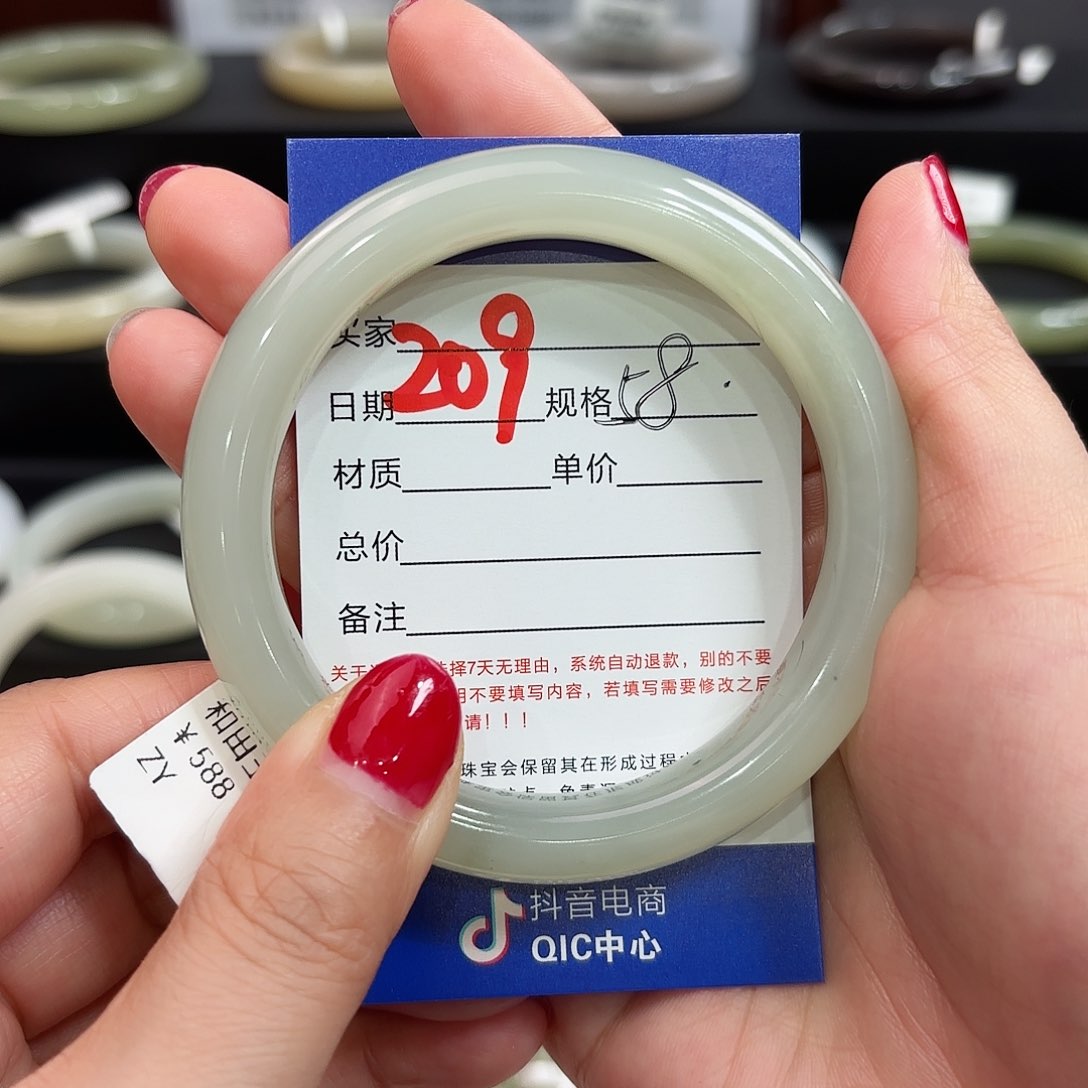 买家
209
日期 规格 58
材质 单价
总价
备注
关于 择7天无理由，系统自动退款，别的不要
不要填写内容，若填写需要修改之后
请！！！
珠宝会保留其在形成过程
和田
￥588
YZ
抖音电商
QIC中心